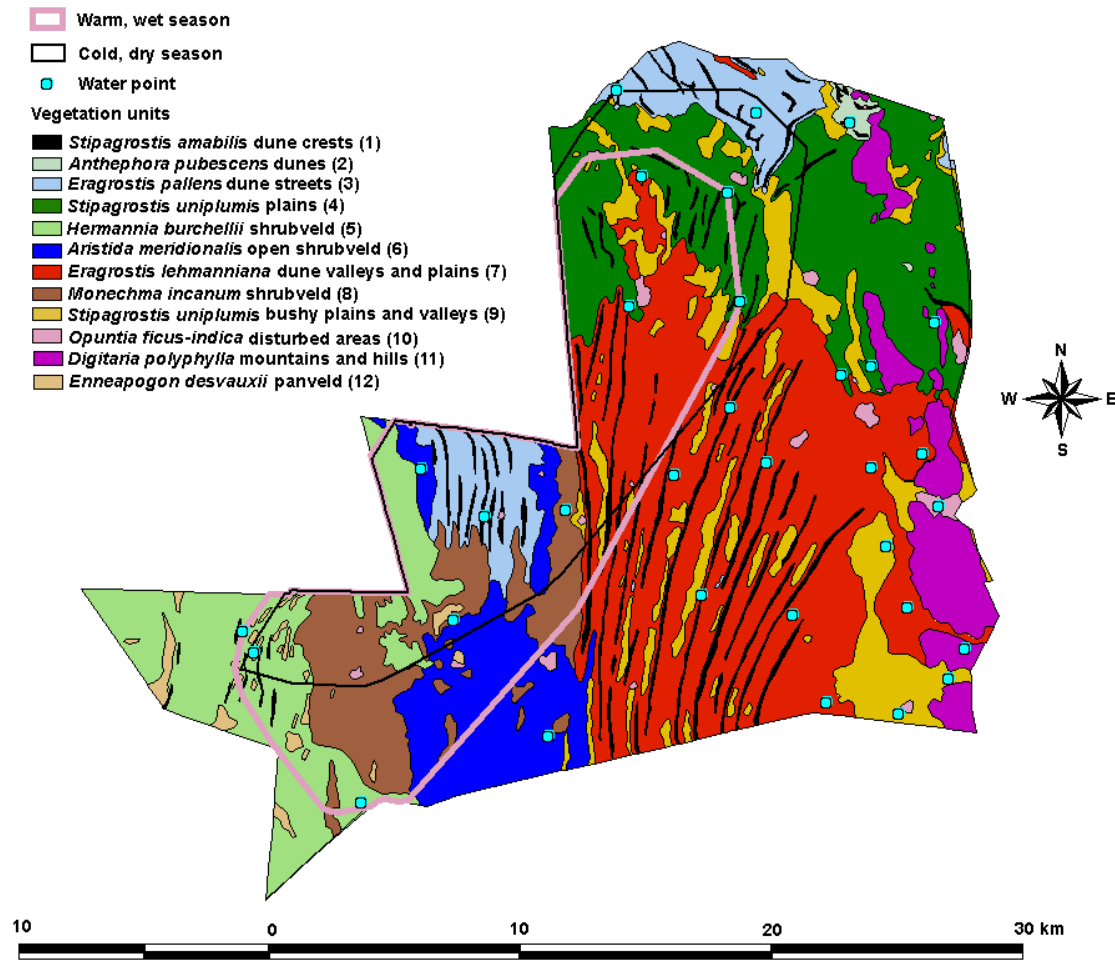 Warm, wet season
Cold, dry season
Water point
Vegetation units
Stipagrostis amabilis dune crests (1)
Anthephora pubescens dunes (2)
Eragrostis pallens dune streets (3)
Stipagrostis uniplumis plains (4)
Hermannia burchellii shrubveld (5)
Aristida meridionalis open shrubveld (6)
Eragrostis lehmanniana dune valleys and plains (7)
Monechma incanum shrubveld (8)
Stipagrostis uniplumis bushy plains and valleys (9)
Opuntia ficus-indica disturbed areas (10)
Digitaria polyphylla mountains and hills (11)
Enneapogon desvauxii panveld (12)
N
W E
S
10 0 10 20 30 km